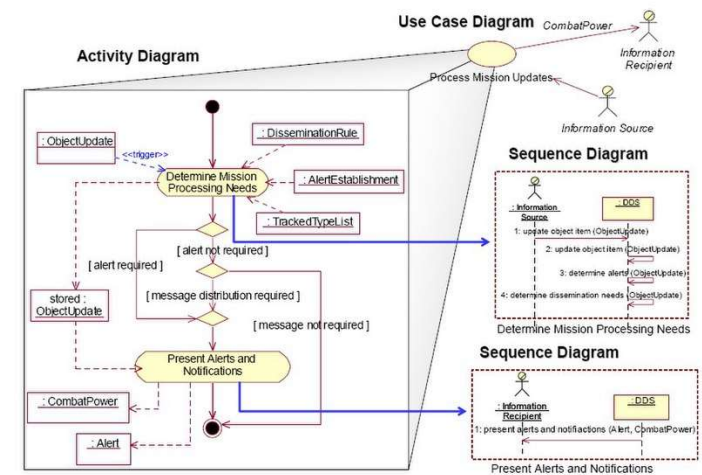 Use Case Diagram
CombatPower
Information
Recipient
Activity Diagram
Process Mission Updates
Information Source
: DisseminationRule
: ObjectUpdate
<<trigger>>
Determine Mission
Processing Needs
: AlertEstablishment
: TrackedTypeList
[ alert not required ]
[ alert required ]
[ message distribution required ]
stored :
ObjectUpdate
[ message not required ]
Present Alerts and
Notifications
: CombatPower
: Alert
Sequence Diagram
: Information
Source
: DDS
1: update object item (ObjectUpdate)
2: update object item (ObjectUpdate)
3: determine alerts (ObjectUpdate)
4: determine dissemination needs (ObjectUpdate)
Determine Mission Processing Needs
Sequence Diagram
: Information
Recipient
: DDS
1: present alerts and notifiactions (Alert, CombatPower)
Present Alerts and Notifications